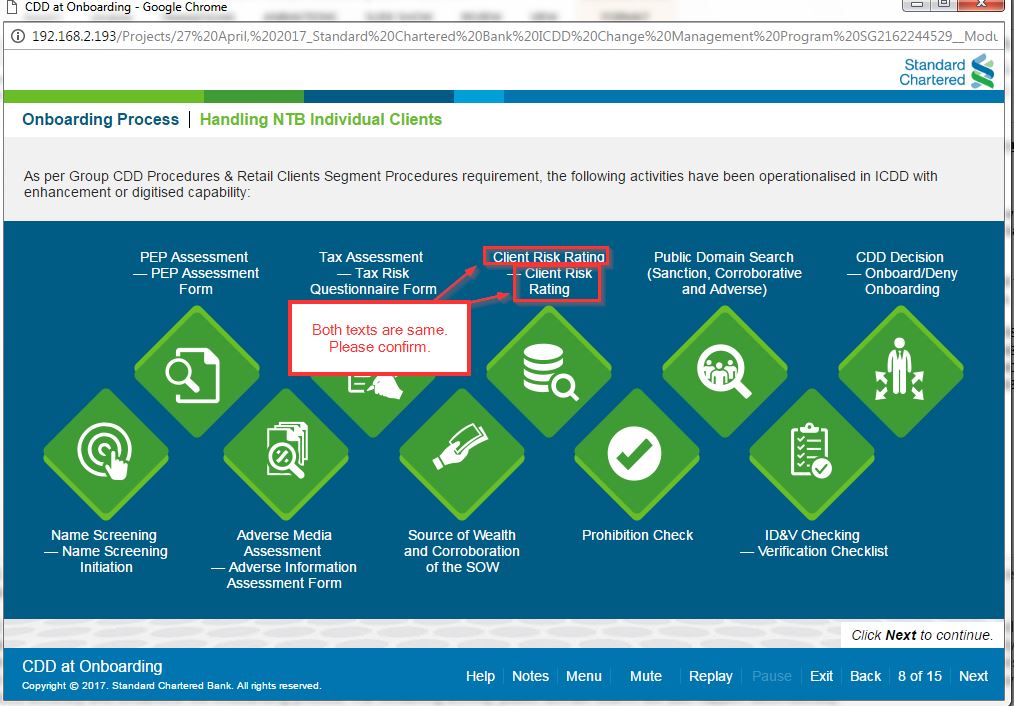 CDD at Onboarding - Google Chrome
192.168.2.193/Projects/27%20April,%202017_Standard%20Chartered%20Bank%20ICDD%20Change%20Management%20Program%20SG2162244529__Modu
Standard
Chartered
Onboarding Process | Handling NTB Individual Clients
As per Group CDD Procedures & Retail Clients Segment Procedures requirement, the following activities have been operationalised in ICDD with
enhancement or digitised capability:
PEP Assessment
— PEP Assessment
Form
Tax Assessment
— Tax Risk
Questionnaire Form
Client Risk Rating
— Client Risk
Rating
Public Domain Search
(Sanction, Corroborative
and Adverse)
CDD Decision
— Onboard/Deny
Onboarding
Both texts are same.
Please confirm.
Name Screening
— Name Screening
Initiation
Adverse Media
Assessment
— Adverse Information
Assessment Form
Source of Wealth
and Corroboration
of the SOW
Prohibition Check
ID&V Checking
— Verification Checklist
Click Next to continue.
CDD at Onboarding
Copyright © 2017. Standard Chartered Bank. All rights reserved.
Help Notes Menu Mute Replay Pause Exit Back 8 of 15 Next